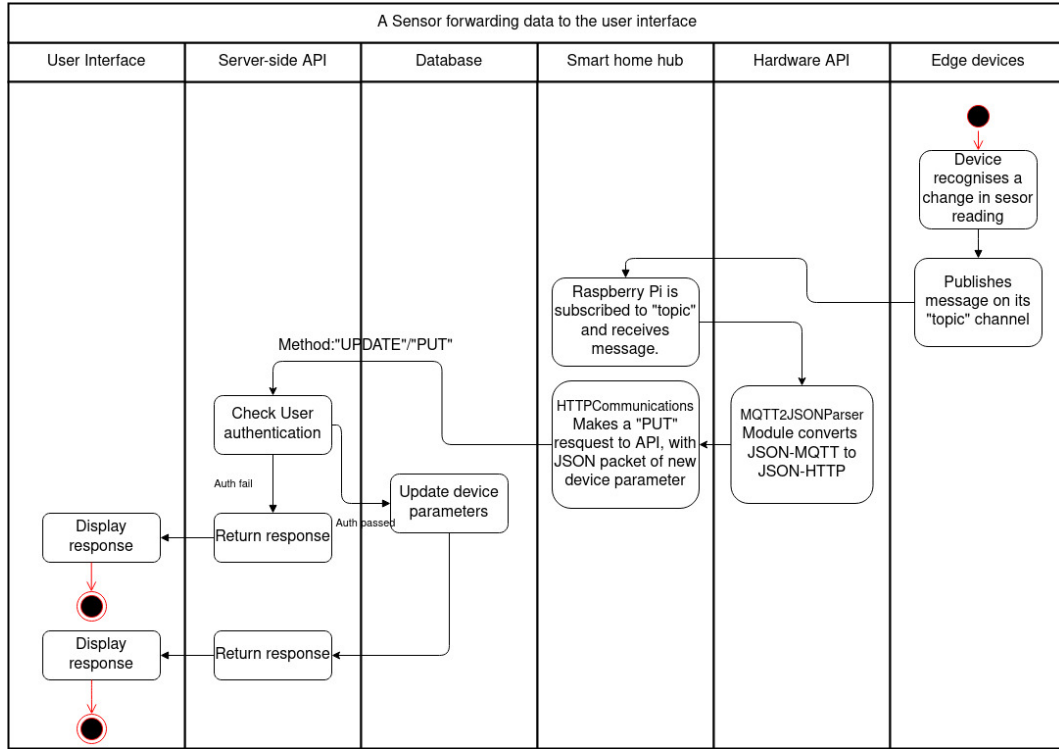 A Sensor forwarding data to the user interface
User Interface
Server-side API
Database
Smart home hub
Hardware API
Edge devices
Device
recognises a
change in sesor
reading
Publishes
message on its
"topic" channel
Raspberry Pi is
subscribed to "topic"
and receives
message.
MQTT2JSONParser
Module converts
JSON-MQTT to
JSON-HTTP
HTTPCommunications
Makes a "PUT"
resquest to API, with
JSON packet of new
device parameter
Method:"UPDATE"/"PUT"
Check User
authentication
Auth fail
Auth passed
Update device
parameters
Return response
Display
response
Return response
Display
response